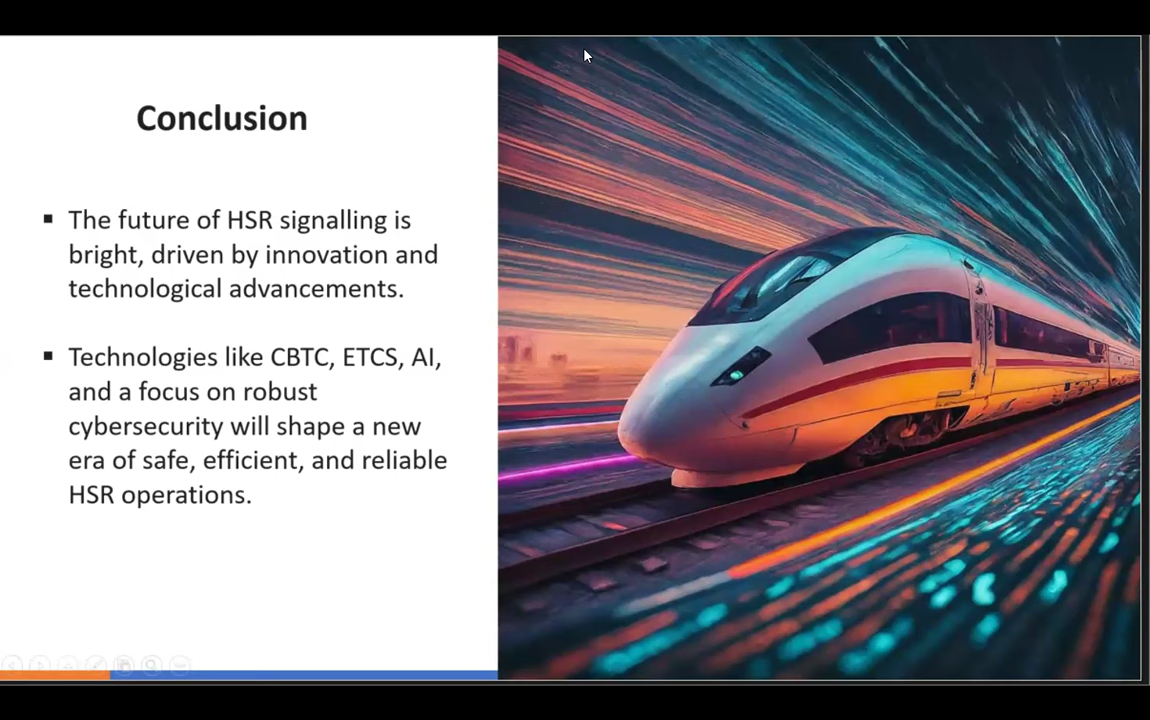 Conclusion
▪ The future of HSR signalling is
bright, driven by innovation and
technological advancements.
▪ Technologies like CBTC, ETCS, AI,
and a focus on robust
cybersecurity will shape a new
era of safe, efficient, and reliable
HSR operations.